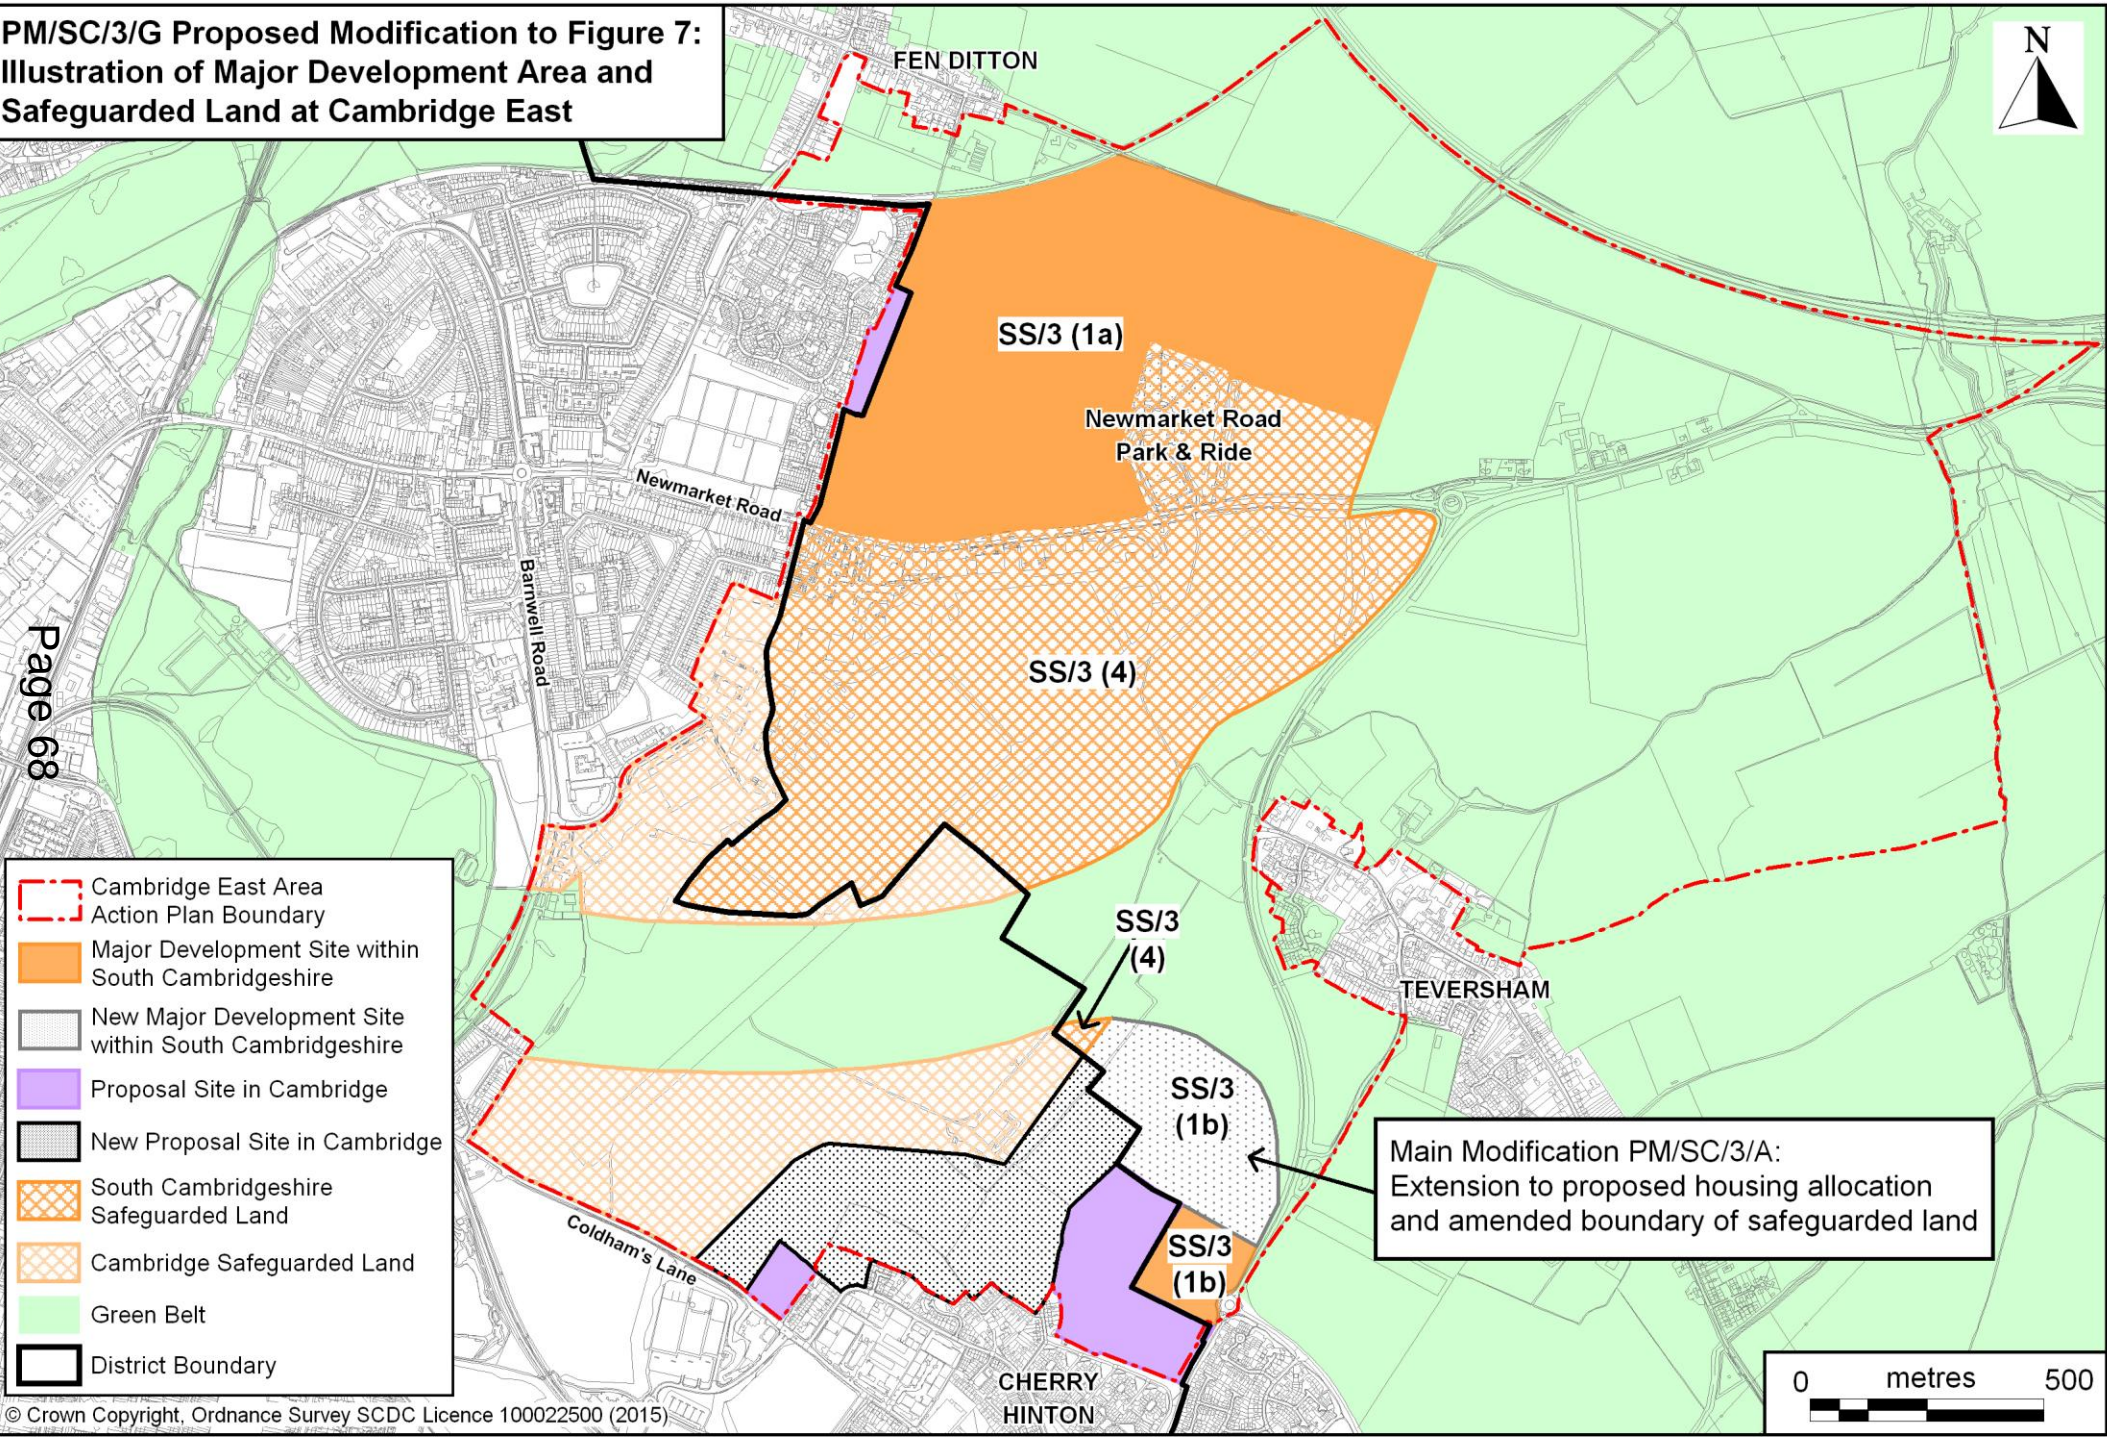 PM/SC/3/G Proposed Modification to Figure 7:
Illustration of Major Development Area and
Safeguarded Land at Cambridge East
FEN DITTON
N
SS/3 (1a)
Newmarket Road
Park & Ride
Newmarket Road
Barnwell Road
SS/3 (4)
Page 68
SS/3
(4)
TEVERSHAM
SS/3
(1b)
Main Modification PM/SC/3/A:
Extension to proposed housing allocation
and amended boundary of safeguarded land
SS/3
(1b)
Coldham's Lane
CHERRY
HINTON
Cambridge East Area
Action Plan Boundary
Major Development Site within
South Cambridgeshire
New Major Development Site
within South Cambridgeshire
Proposal Site in Cambridge
New Proposal Site in Cambridge
South Cambridgeshire
Safeguarded Land
Cambridge Safeguarded Land
Green Belt
District Boundary
0 metres 500
© Crown Copyright, Ordnance Survey SCDC Licence 100022500 (2015)